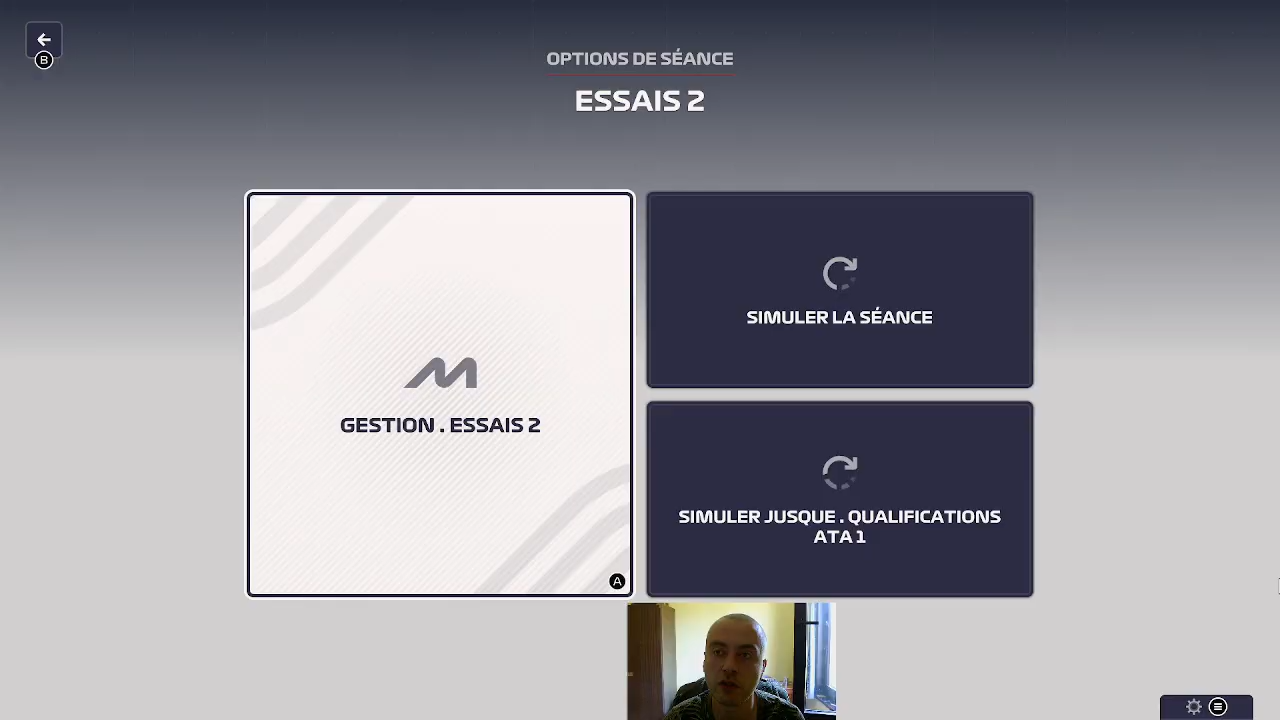 B
OPTIONS DE SÉANCE
ESSAIS 2
GESTION . ESSAIS 2
A
SIMULER LA SÉANCE
SIMULER JUSQUE . QUALIFICATIONS
ATA 1